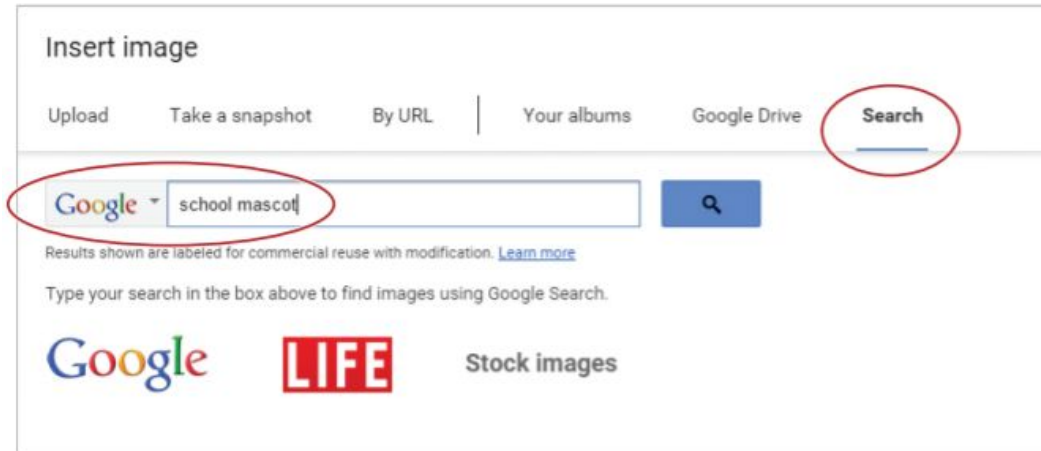 Insert image
Upload Take a snapshot By URL Your albums Google Drive Search
Google school mascot
Results shown are labeled for commercial reuse with modification. Learn more
Type your search in the box above to find images using Google Search.
Google LIFE Stock images